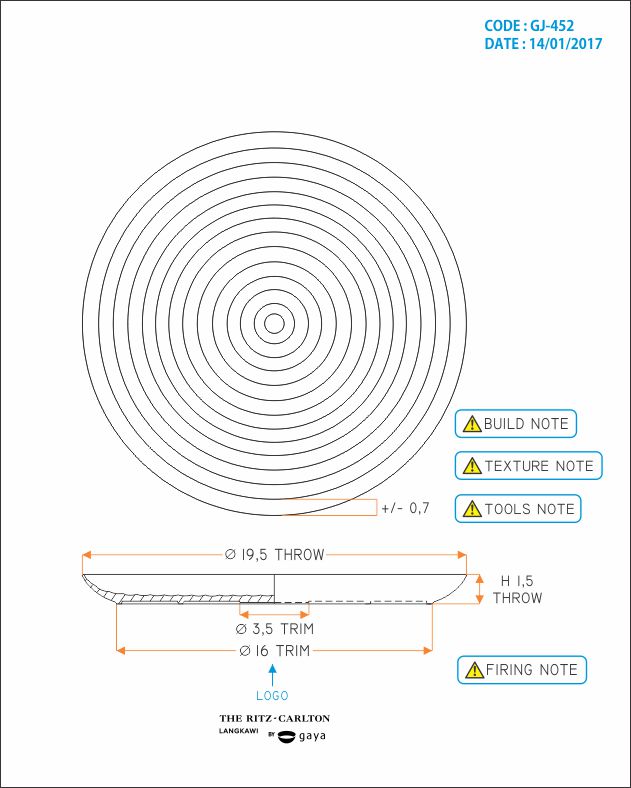 CODE : GJ-452
DATE : 14/01/2017
BUILD NOTE
TEXTURE NOTE
+/- 0,7
TOOLS NOTE
Ø 19,5 THROW
H 1,5
THROW
Ø 3,5 TRIM
Ø 16 TRIM
FIRING NOTE
LOGO
THE RITZ-CARLTON
LANGKAWI BY gaya